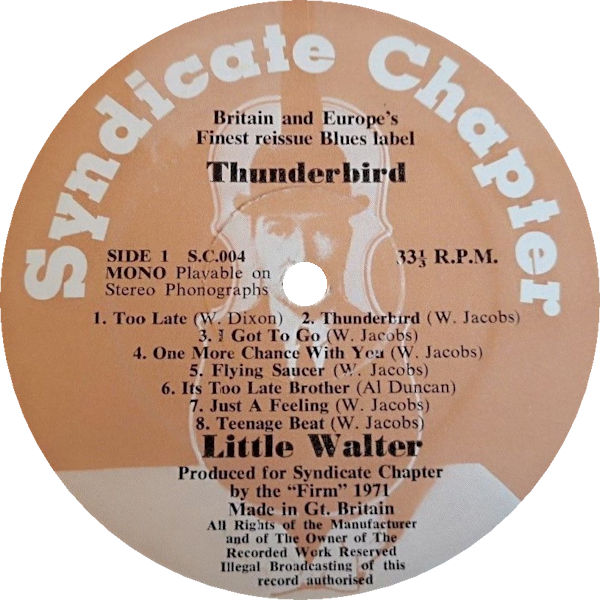 Syndicate Chapter
Britain and Europe's
Finest reissue Blues label
Thunderbird
SIDE 1 S.C.004
33⅓ R.P.M.
MONO Playable on
Stereo Phonographs
1. Too Late (W. Dixon) 2. Thunderbird (W. Jacobs)
3. I Got To Go (W. Jacobs)
4. One More Chance With You (W. Jacobs)
5. Flying Saucer (W. Jacobs)
6. Its Too Late Brother (Al Duncan)
7. Just A Feeling (W. Jacobs)
8. Teenage Beat (W. Jacobs)
Little Walter
Produced for Syndicate Chapter
by the "Firm" 1971
Made in Gt. Britain
All Rights of the Manufacturer
and of The Owner of The
Recorded Work Reserved
Illegal Broadcasting of this
record authorised